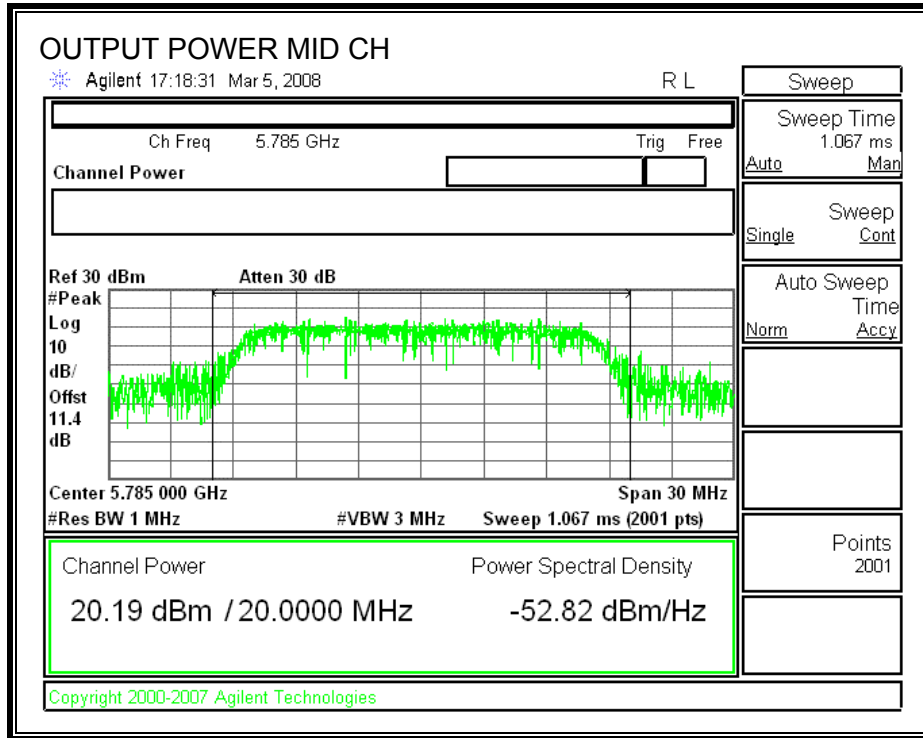 OUTPUT POWER MID CH
Agilent 17:18:31 Mar 5, 2008 R L
Ch Freq 5.785 GHz Trig Free
Channel Power
Ref 30 dBm Atten 30 dB
#Peak
Log
10
dB/
Offst
11.4
dB
Center 5.785 000 GHz Span 30 MHz
#Res BW 1 MHz #VBW 3 MHz Sweep 1.067 ms (2001 pts)
Channel Power Power Spectral Density
20.19 dBm / 20.0000 MHz -52.82 dBm/Hz
Copyright 2000-2007 Agilent Technologies
Sweep
Sweep Time
1.067 ms
Auto Man
Sweep
Single Cont
Auto Sweep
Time
Norm Accy
Points
2001